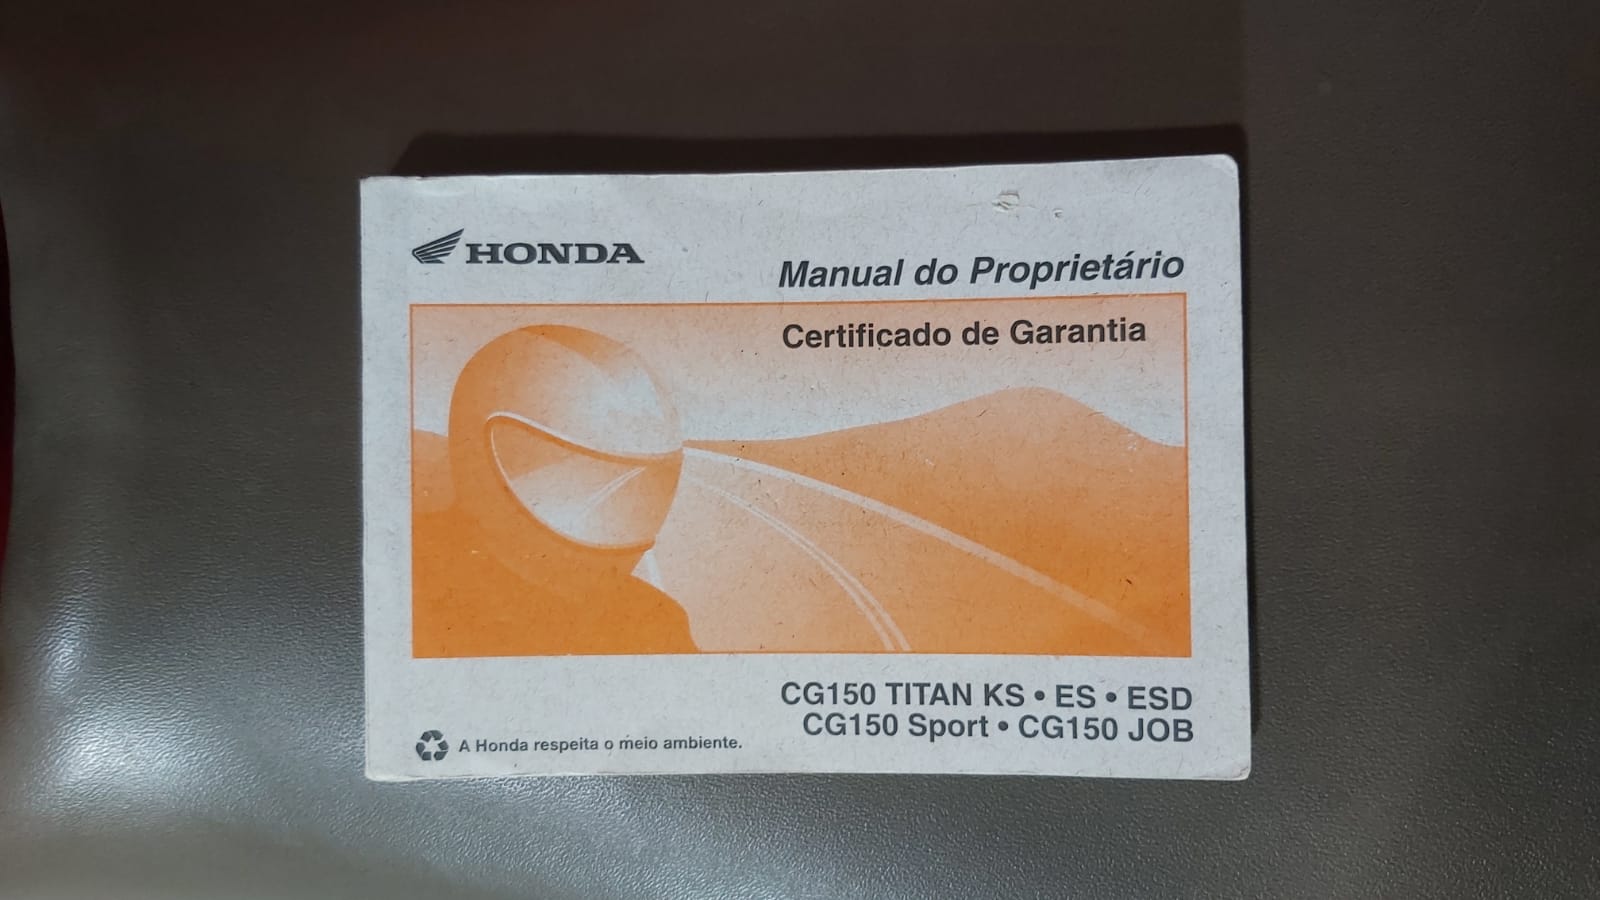 HONDA
Manual do Proprietário
Certificado de Garantia
CG150 TITAN KS • ES • ESD
CG150 Sport • CG150 JOB
A Honda respeita o meio ambiente.